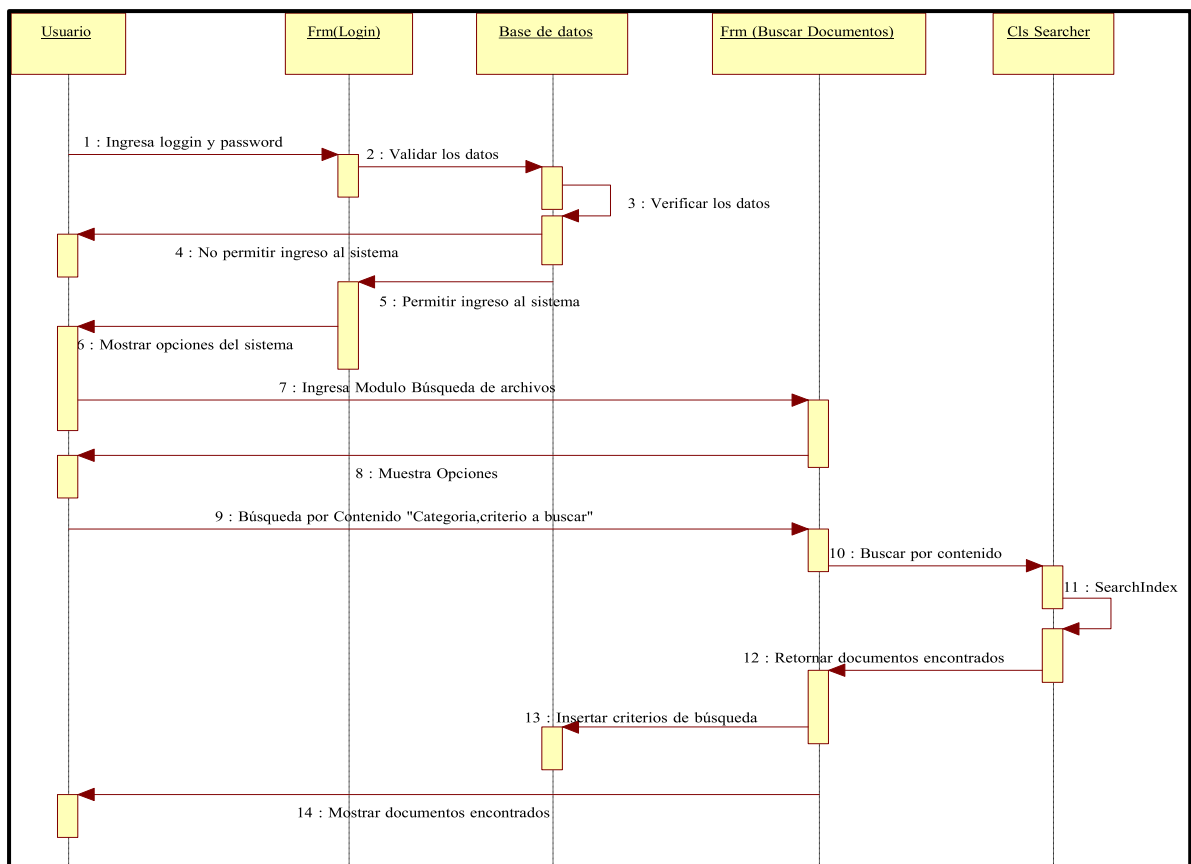 Usuario
Frm(Login)
Base de datos
Frm (Buscar Documentos)
Cls Searcher
1 : Ingresa loggin y password
2 : Validar los datos
3 : Verificar los datos
4 : No permitir ingreso al sistema
5 : Permitir ingreso al sistema
6 : Mostrar opciones del sistema
7 : Ingresa Modulo Búsqueda de archivos
8 : Muestra Opciones
9 : Búsqueda por Contenido "Categoria,criterio a buscar"
10 : Buscar por contenido
11 : SearchIndex
12 : Retornar documentos encontrados
13 : Insertar criterios de búsqueda
14 : Mostrar documentos encontrados